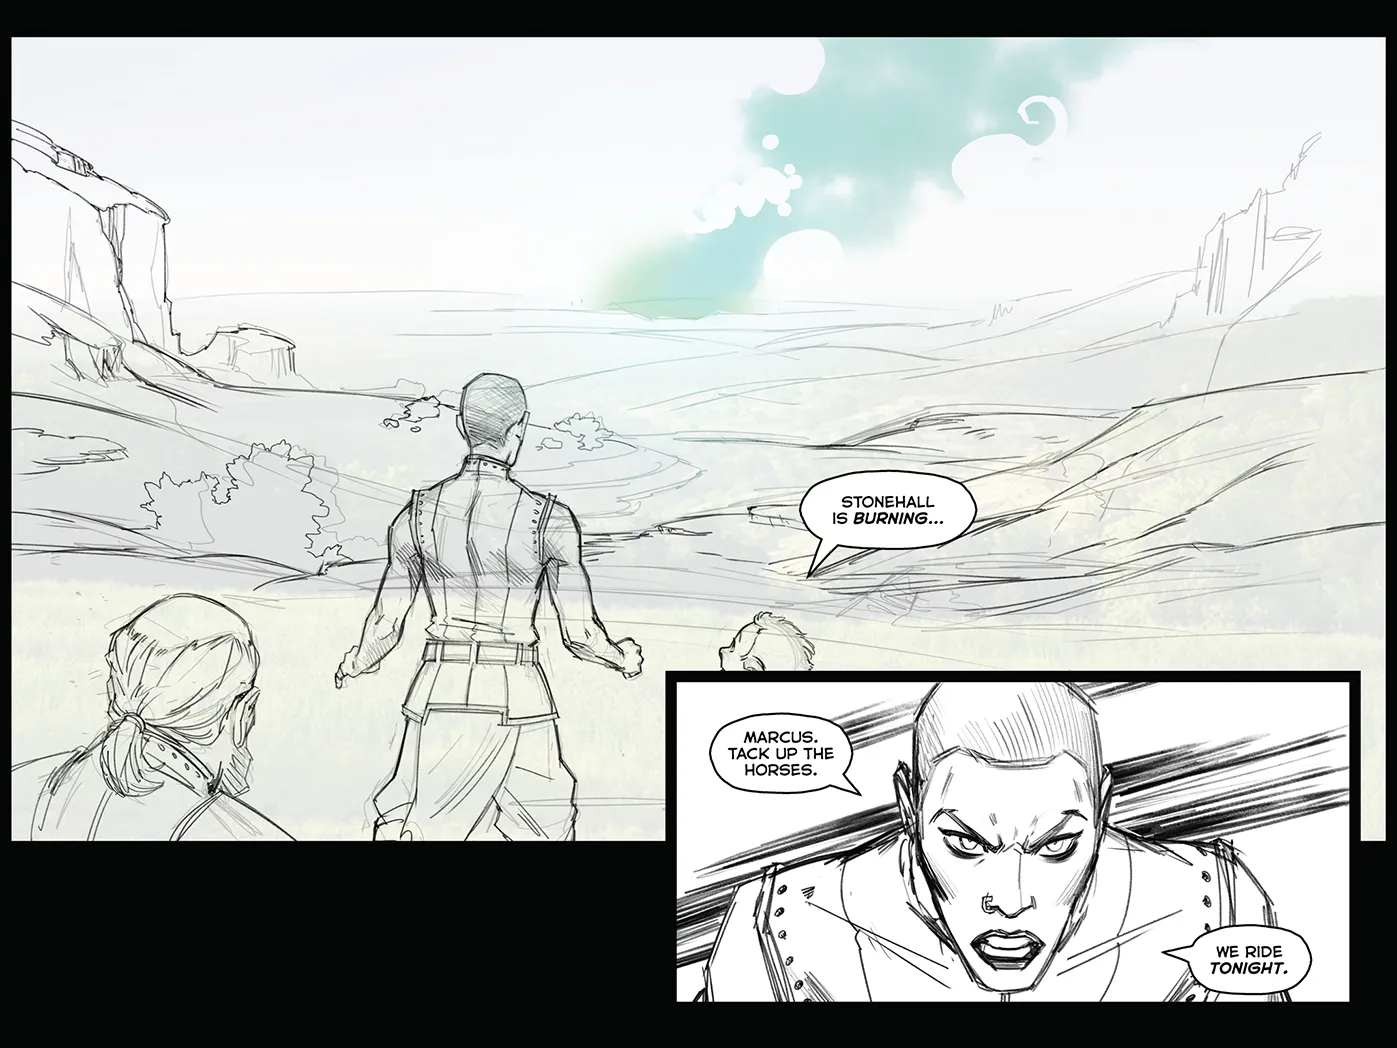 STONEHALL
IS BURNING...
MARCUS.
TACK UP THE
HORSES.
WE RIDE
TONIGHT.